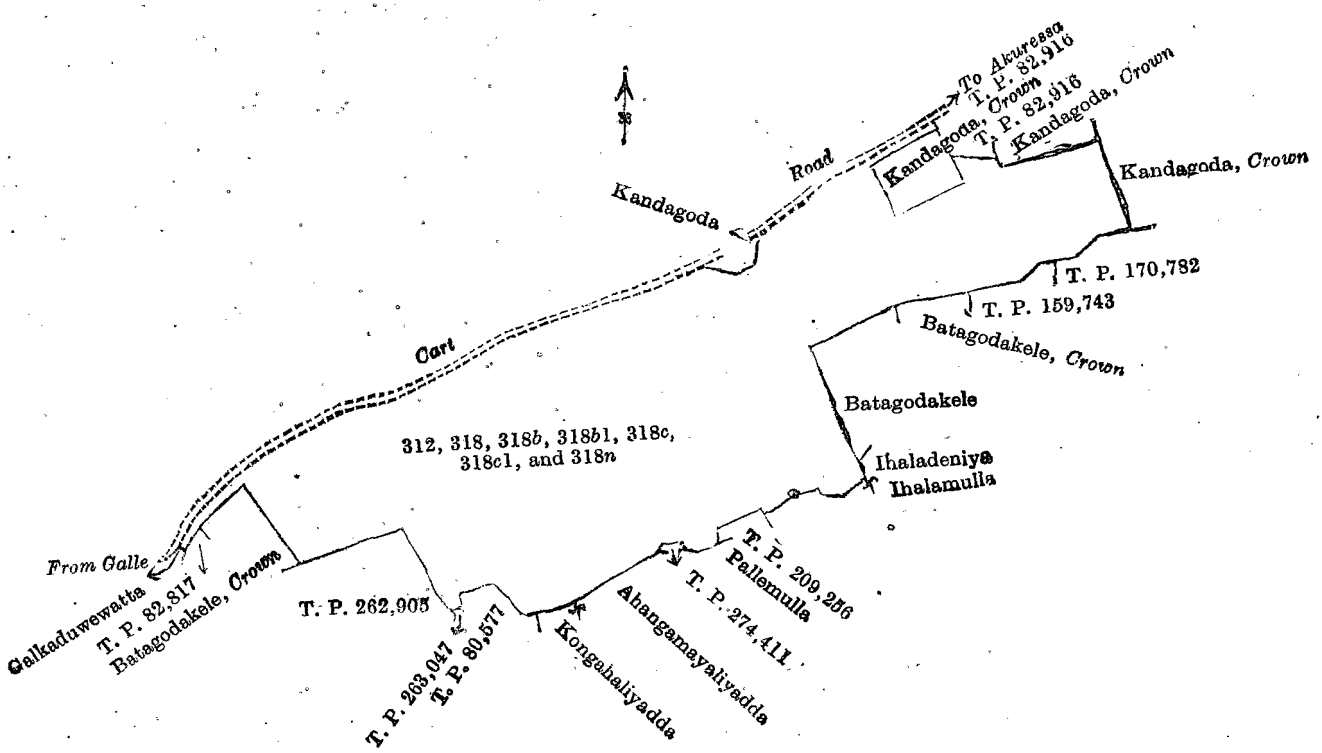 To Akuressa
T. P. 82,916
Kandagoda, Crown
T. P. 82,916
Kandagoda, Crown
Road
Kandagoda, Crown
Kandagoda
T. P. 170,782
T. P. 159,743
Batagodakele, Crown
Cart
Batagodakele
312, 318, 318b, 318b1, 318c,
318c1, and 318n
Ihaladeniya
Ihalamulla
From Galle
Galkaduwewatta
T. P. 82,817
Batagodakele, Crown
T. P. 262,905
T. P. 263,047
T. P. 80,577
Kongahaliyadda
Ahangamayaliyadda
T. P. 274,411
Pallemulla
T. P. 209,256